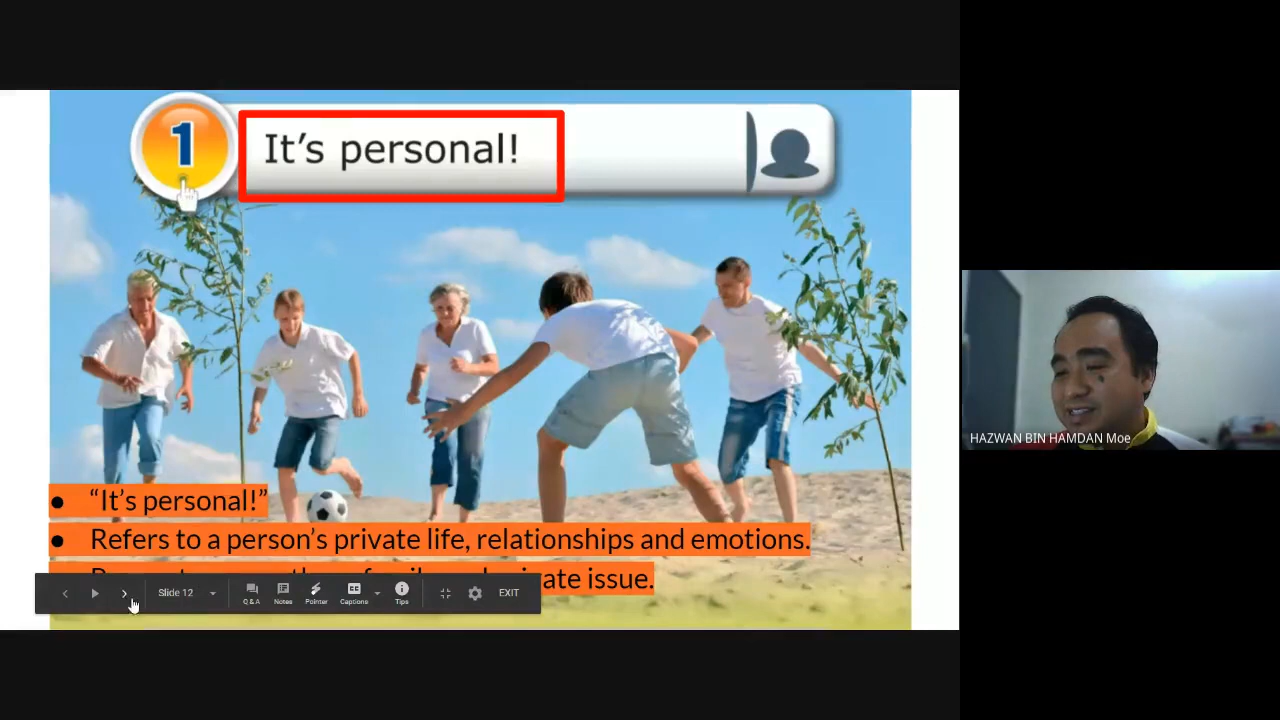 1
It's personal!
● “It’s personal!”
● Refers to a person’s private life, relationships and emotions.
private issue.
Slide 12
Q & A
Notes
Pointer
Captions
Tips
EXIT
HAZWAN BIN HAMDAN Moe